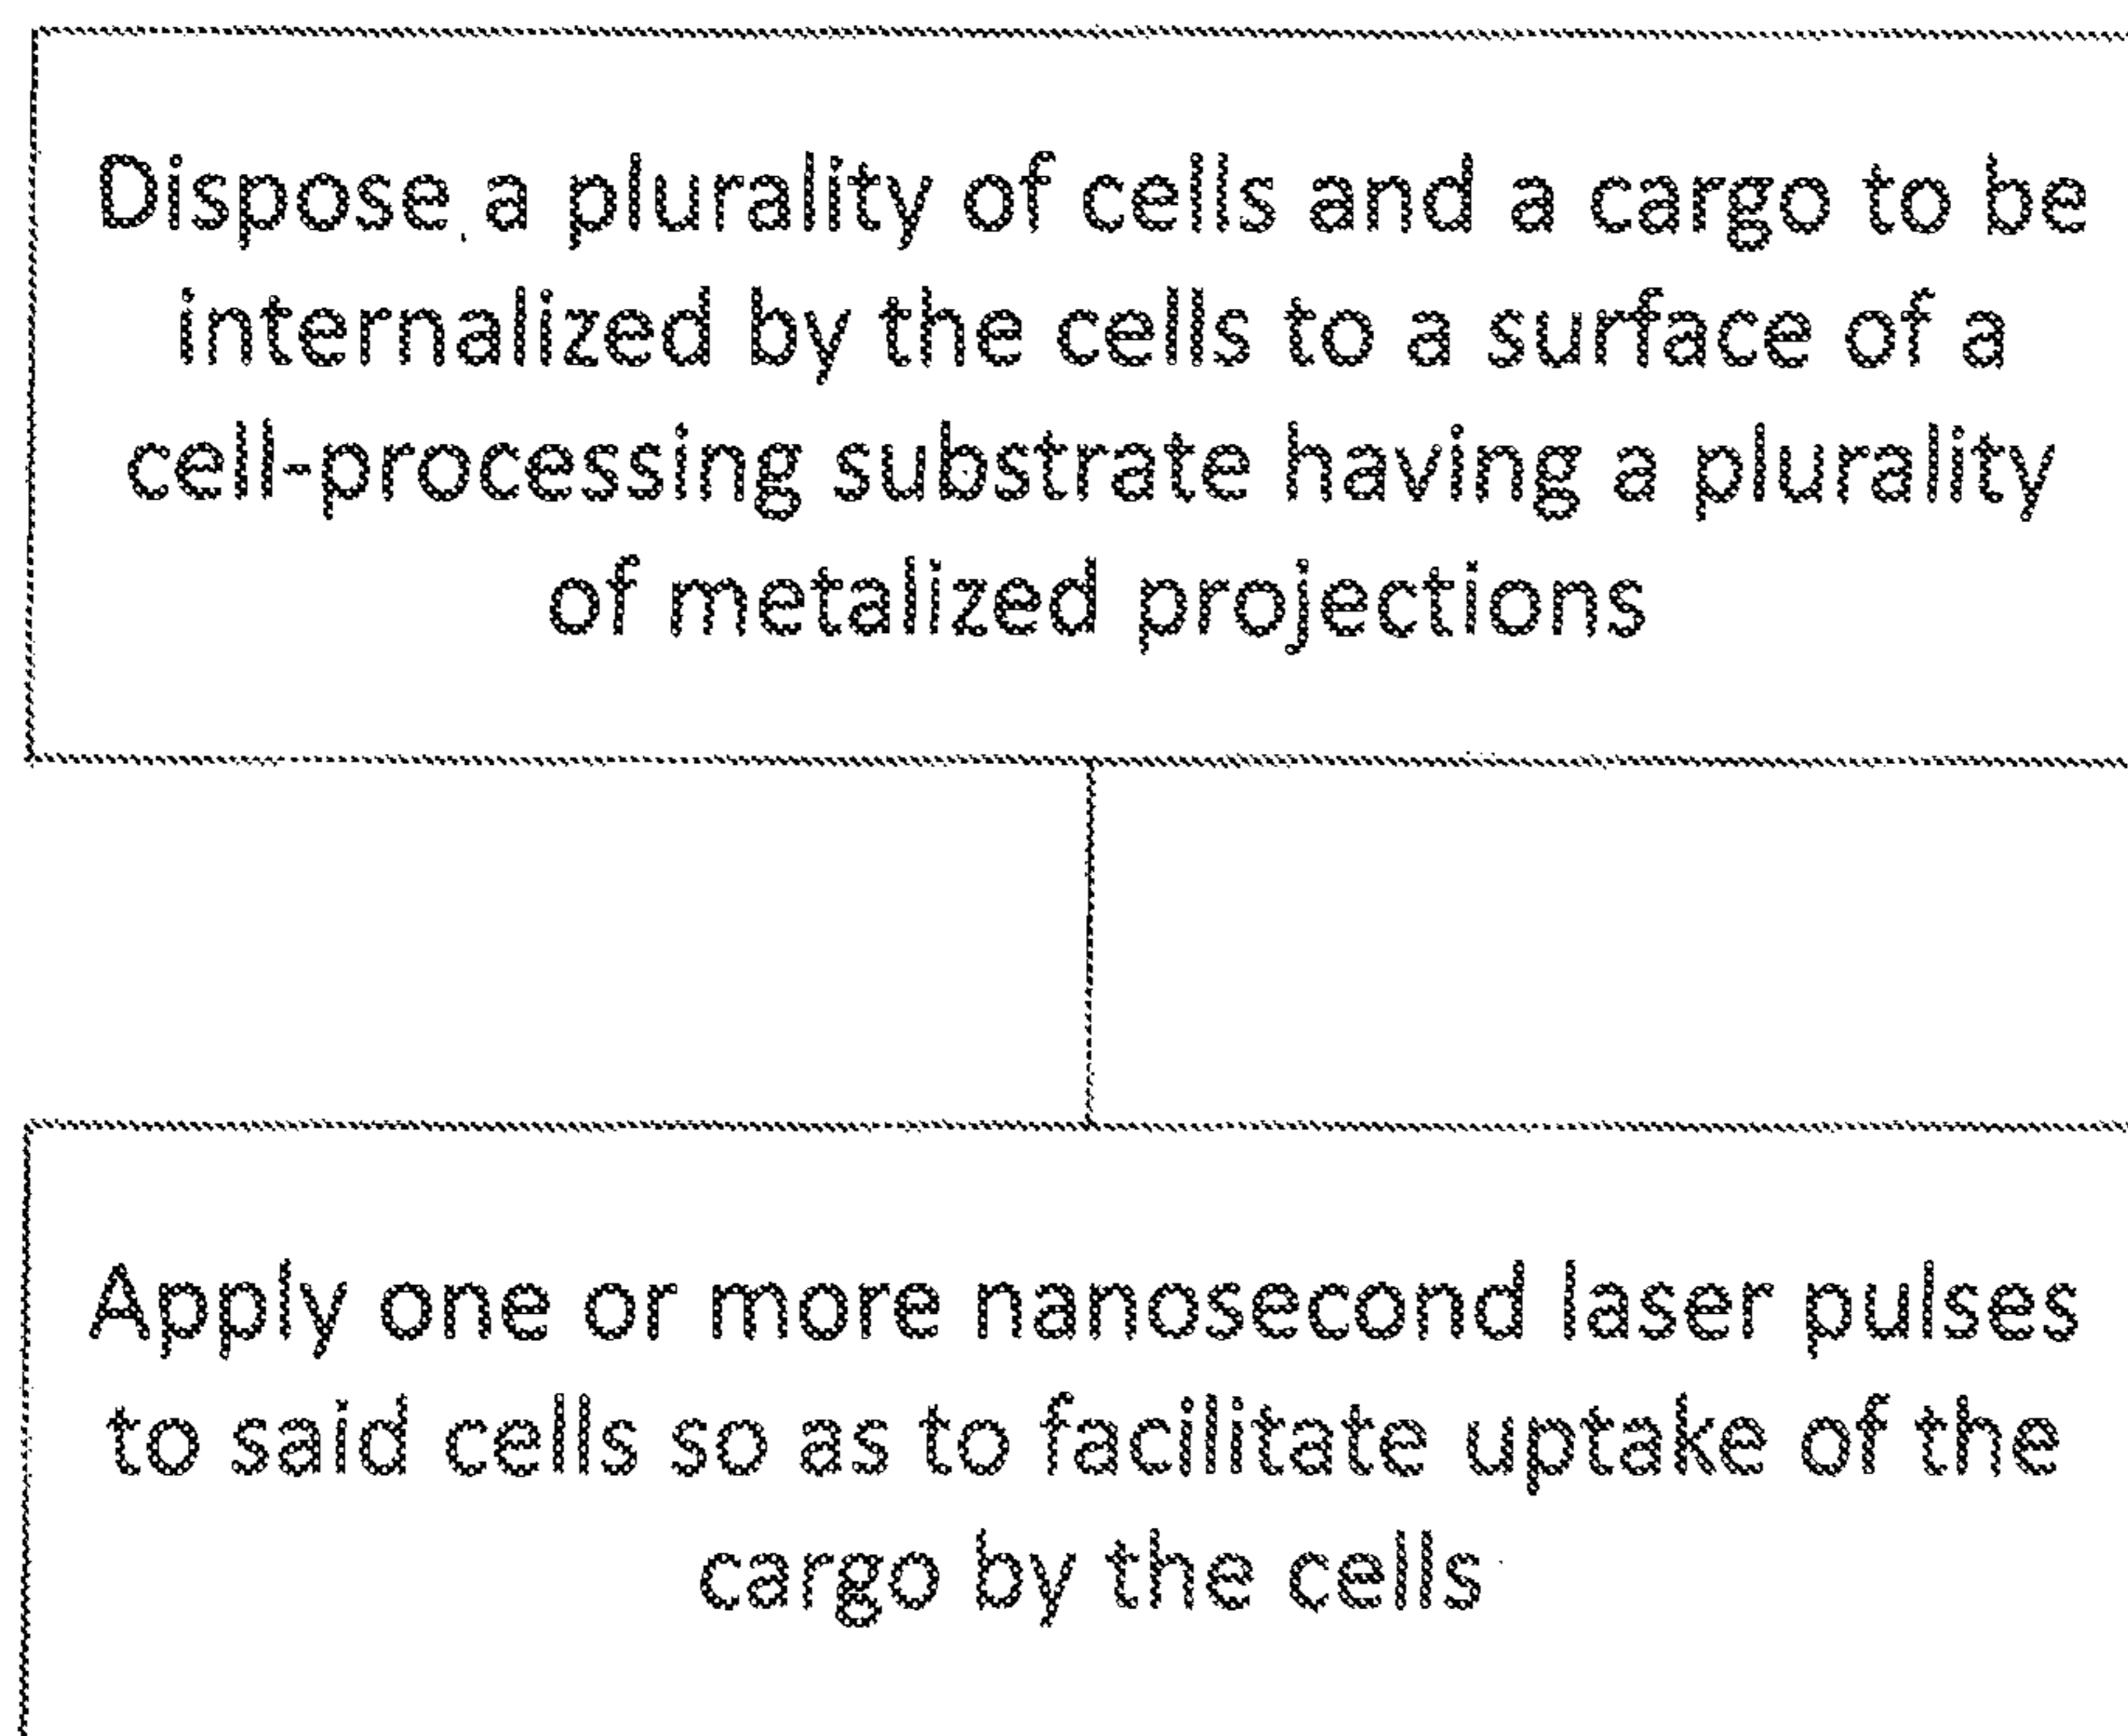 Dispose a plurality of cells and a cargo to be
internalized by the cells to a surface of a
cell-processing substrate having a plurality
of metalized projections
Apply one or more nanosecond laser pulses
to said cells so as to facilitate uptake of the
cargo by the cells